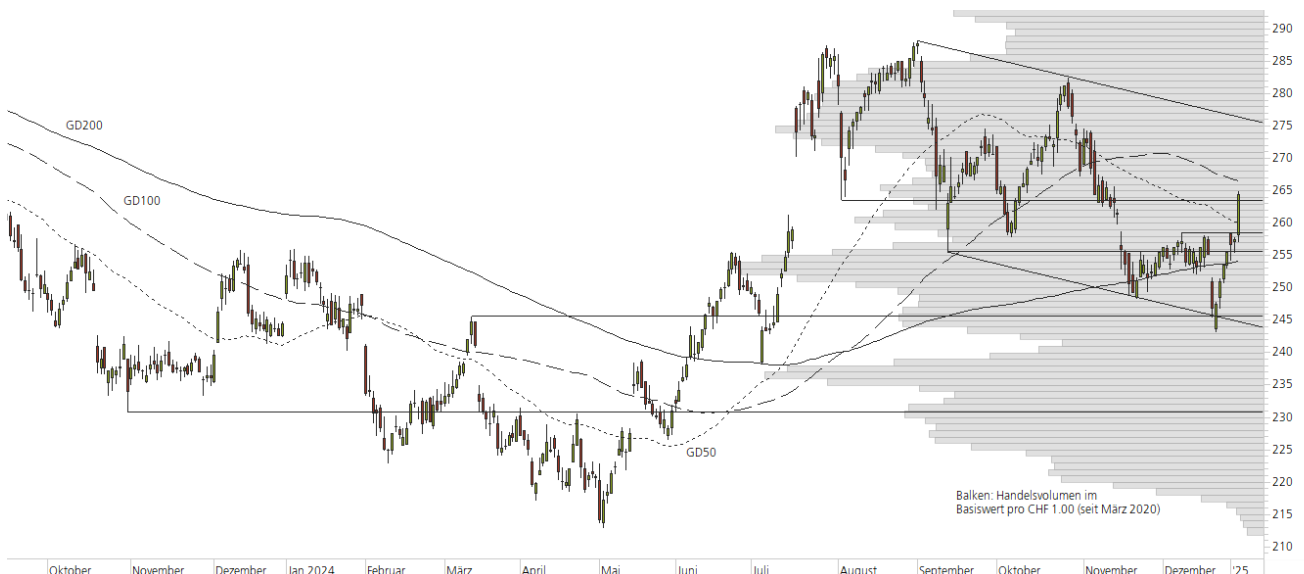 290
285
GD200
280
275
270
GD100
265
260
255
250
245
240
235
230
GD50
225
220
Balken: Handelsvolumen im
Basiswert pro CHF 1.00 (seit März 2020)
215
210
Oktober November Dezember Jan 2024 Februar März April Mai Juni Juli August September Oktober November Dezember '25